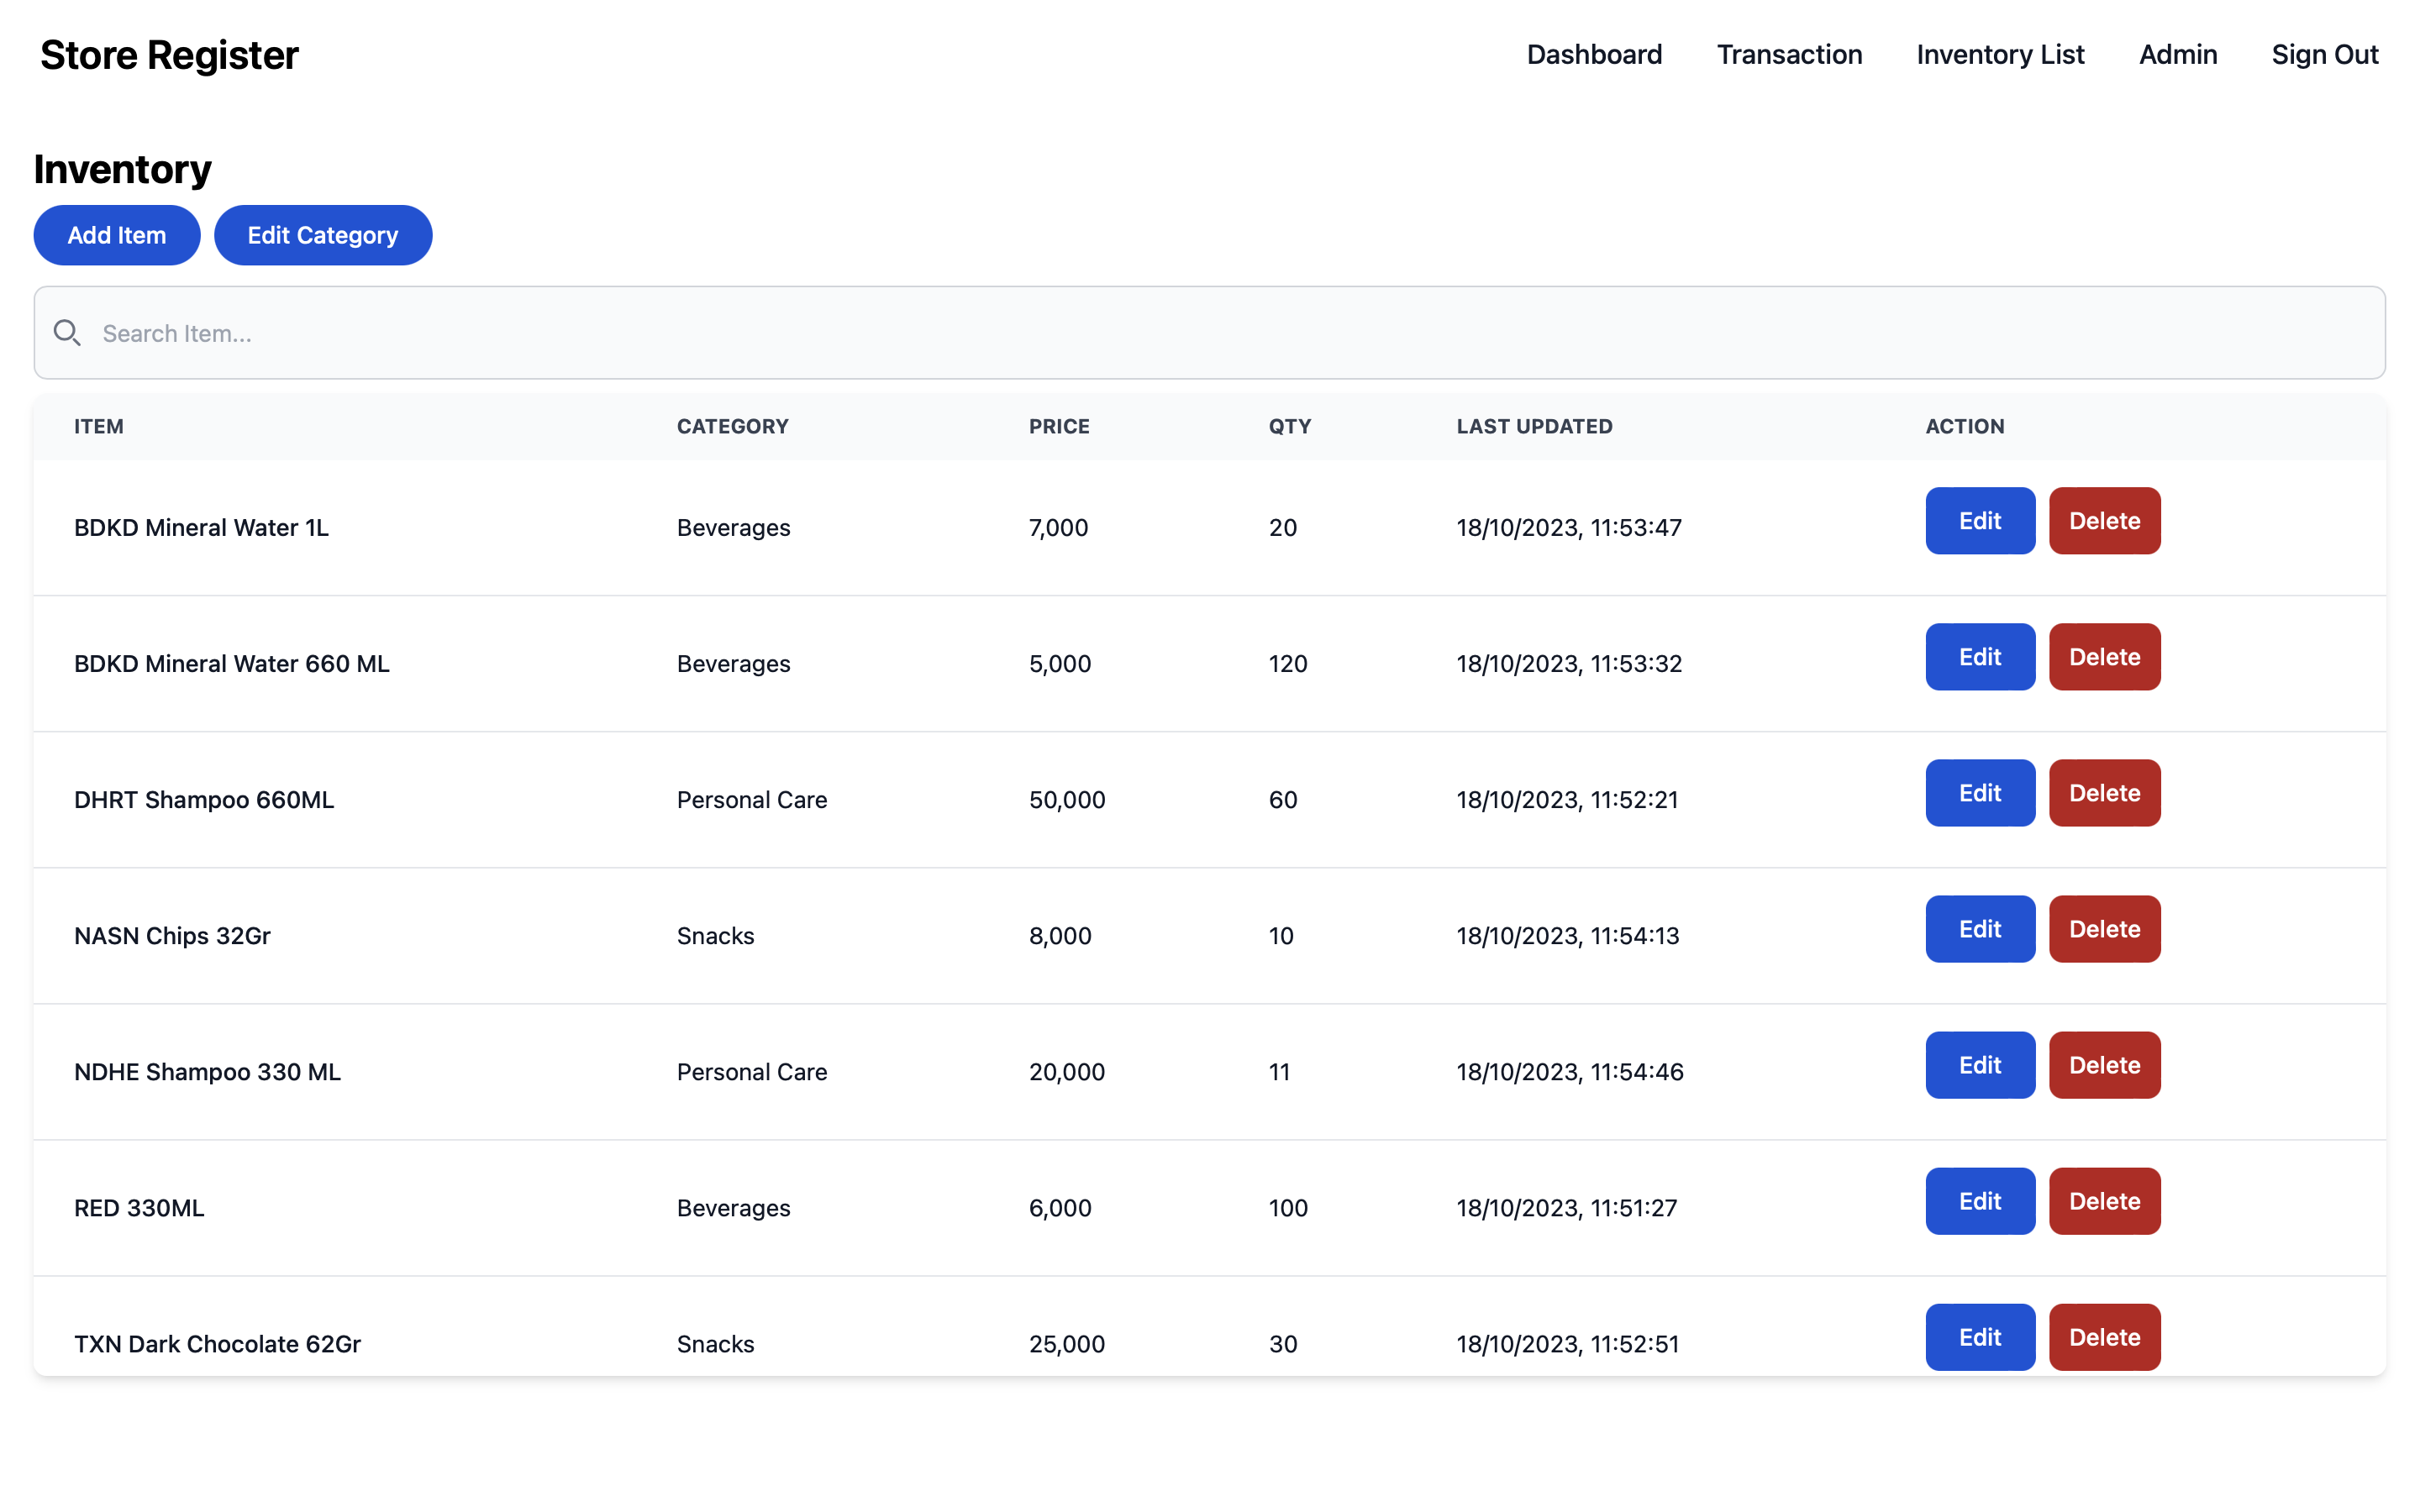 Store Register Dashboard Transaction Inventory List Admin Sign Out
Inventory
Add Item Edit Category
Search Item...
ITEM CATEGORY PRICE QTY LAST UPDATED ACTION
BDKD Mineral Water 1L Beverages 7,000 20 18/10/2023, 11:53:47 Edit Delete
BDKD Mineral Water 660 ML Beverages 5,000 120 18/10/2023, 11:53:32 Edit Delete
DHRT Shampoo 660ML Personal Care 50,000 60 18/10/2023, 11:52:21 Edit Delete
NASN Chips 32Gr Snacks 8,000 10 18/10/2023, 11:54:13 Edit Delete
NDHE Shampoo 330 ML Personal Care 20,000 11 18/10/2023, 11:54:46 Edit Delete
RED 330ML Beverages 6,000 100 18/10/2023, 11:51:27 Edit Delete
TXN Dark Chocolate 62Gr Snacks 25,000 30 18/10/2023, 11:52:51 Edit Delete